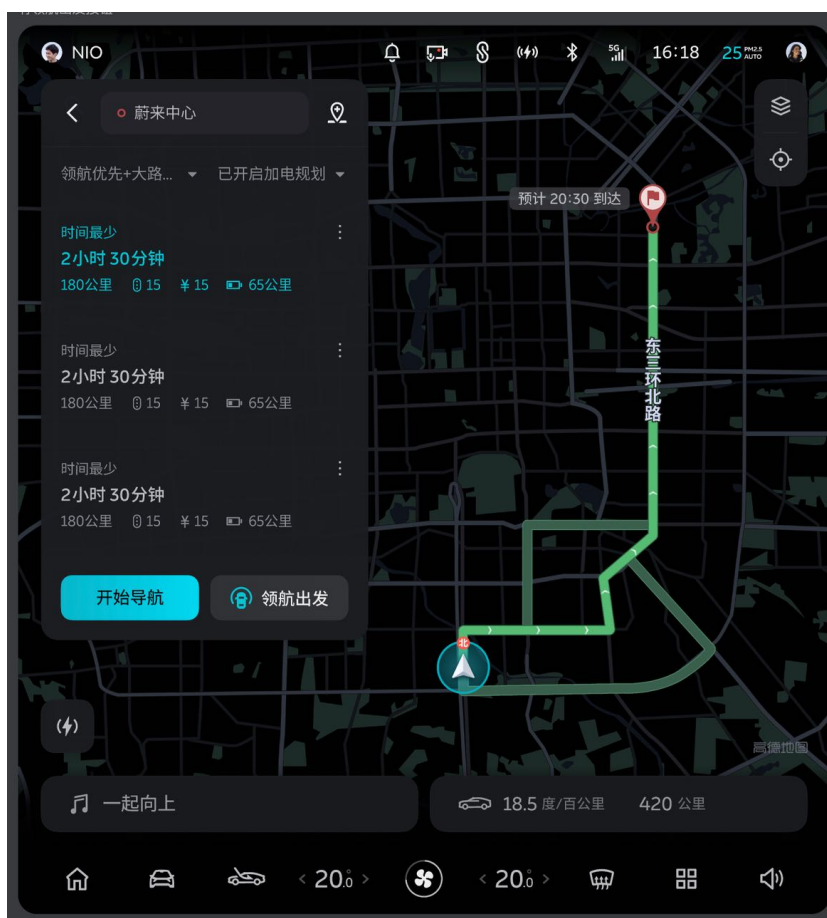 NIO
5G
16:18
25 PM2.5 AUTO
蔚来中心
领航优先+大路...
已开启加电规划
时间最少
2小时30分钟
180公里 15 ¥15 65公里
时间最少
2小时30分钟
180公里 15 ¥15 65公里
时间最少
2小时30分钟
180公里 15 ¥15 65公里
开始导航
领航出发
预计 20:30 到达
东三环北路
北
高德地图
一起向上
18.5 度/百公里 420 公里
< 20.0 >
< 20.0 >